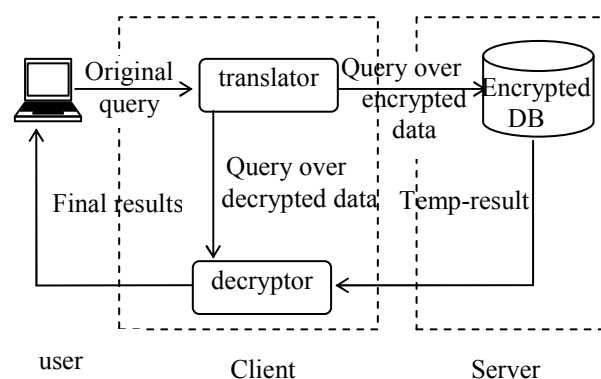 Original
query
translator
Query over
encrypted
data
Encrypted
DB
Query over
decrypted data
Final results
Temp-result
decryptor
user
Client
Server